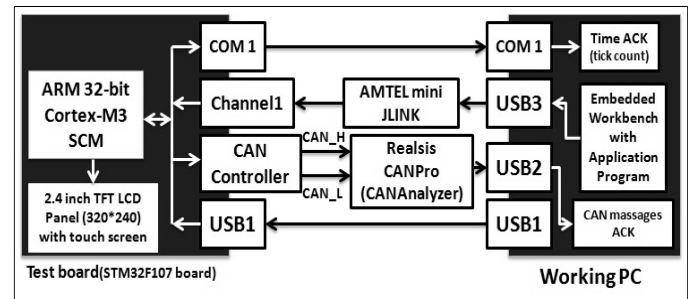 COM 1
COM 1
Time ACK
(tick count)
ARM 32-bit
Cortex-M3
SCM
Channel1
AMTEL mini
JLINK
USB3
Embedded
Workbench
with
Application
Program
CAN
Controller
CAN_H
CAN_L
Realsis
CANPro
(CANAnalyzer)
USB2
2.4 inch TFT LCD
Panel (320*240)
with touch screen
USB1
USB1
CAN massages
ACK
Test board(STM32F107 board)
Working PC